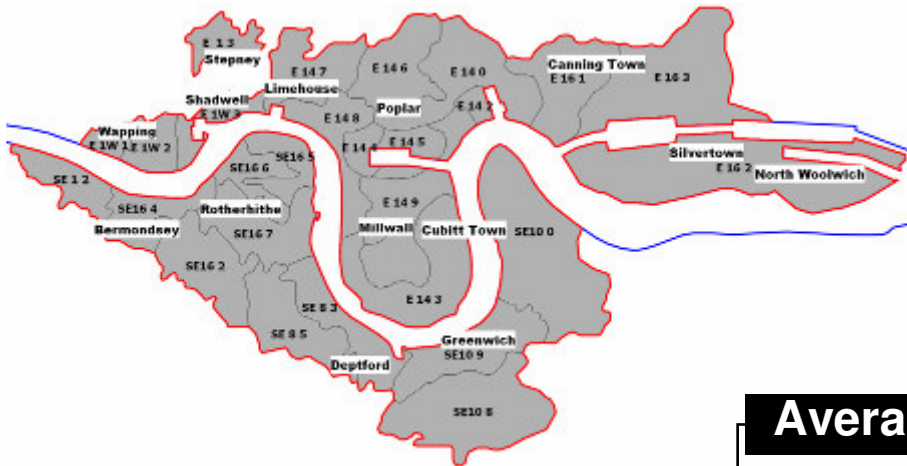 E 1 3
Stepney
E 14 7
Limehouse
E 14 6
E 14 0
Canning Town
E 16 1
E 16 3
Shadwell
E1W 3
Poplar
E 14 2
E 14 8
Wapping
E1W 1
E1W 2
E 14 4
E 14 5
SE16 5
SE16 6
Silvertown
E 16 2
North Woolwich
SE 1 2
SE16 4
Rotherhithe
E 14 9
Bermondsey
Millwall
Cubitt Town
SE16 7
SE10 0
SE16 2
E 14 3
SE 8 3
SE 8 5
Greenwich
SE10 9
Deptford
SE10 8
Avera